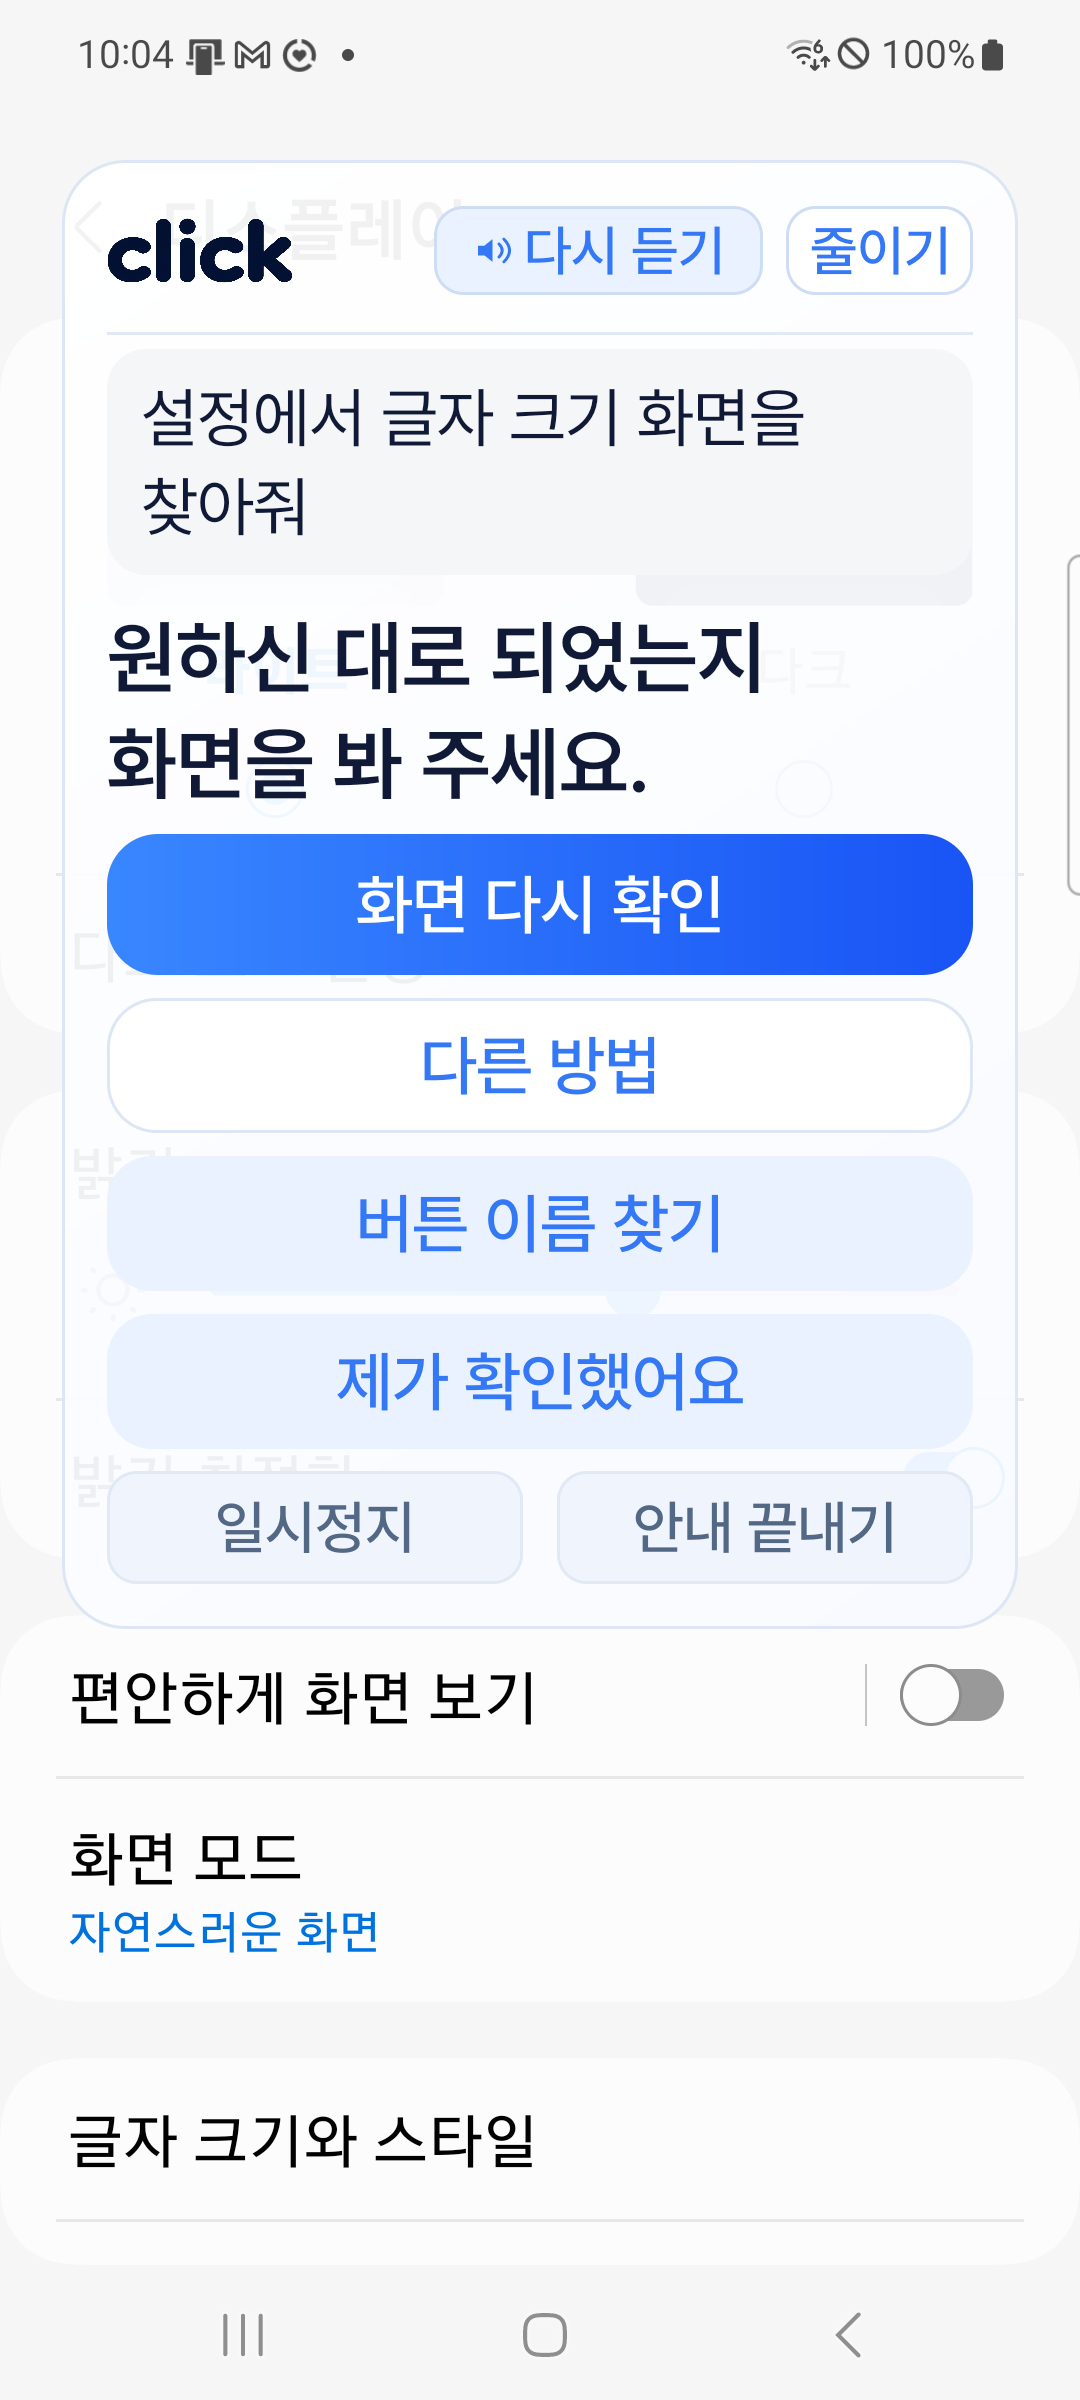 10:04
100%
click
다시 듣기
줄이기
설정에서 글자 크기 화면을
찾아줘
원하신 대로 되었는지
화면을 봐 주세요.
다크
화면 다시 확인
다른 방법
버튼 이름 찾기
제가 확인했어요
일시정지
안내 끝내기
편안하게 화면 보기
화면 모드
자연스러운 화면
글자 크기와 스타일